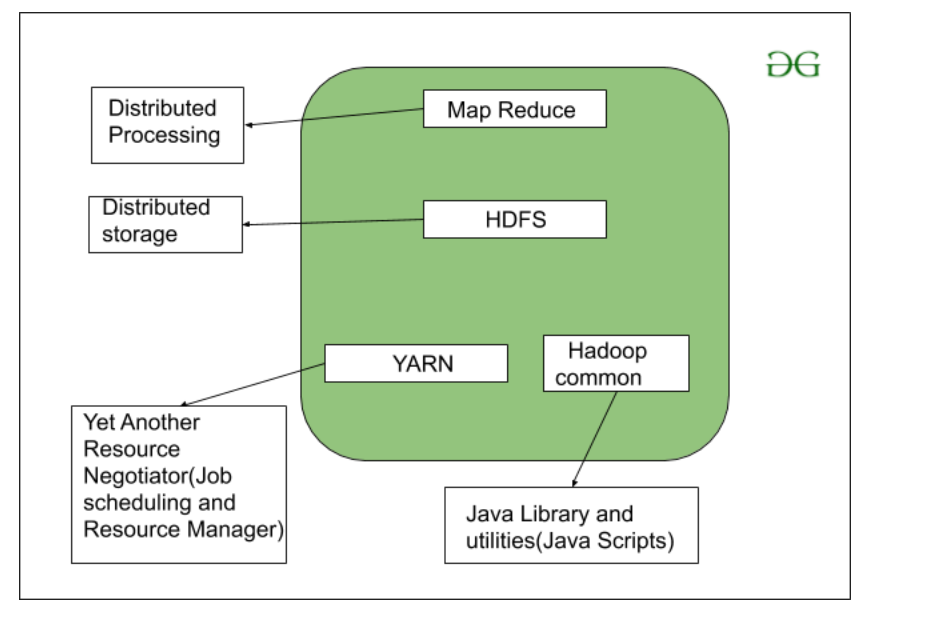 Distributed
Processing
Map Reduce
Distributed
storage
HDFS
YARN
Hadoop
common
Yet Another
Resource
Negotiator(Job
scheduling and
Resource Manager)
Java Library and
utilities(Java Scripts)